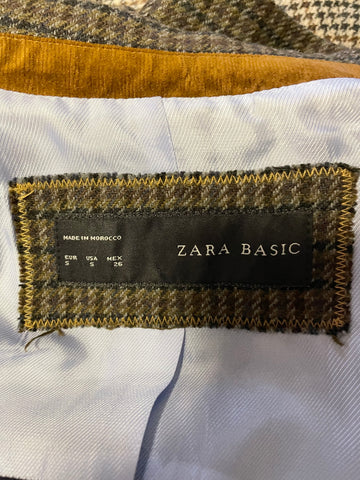 MADE IN MOROCCO
ZARA BASIC
EUR USA MEX
S S 26